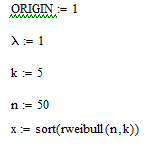 ORIGIN := 1
λ := 1
k := 5
n := 50
x := sort(rweibull(n,k))